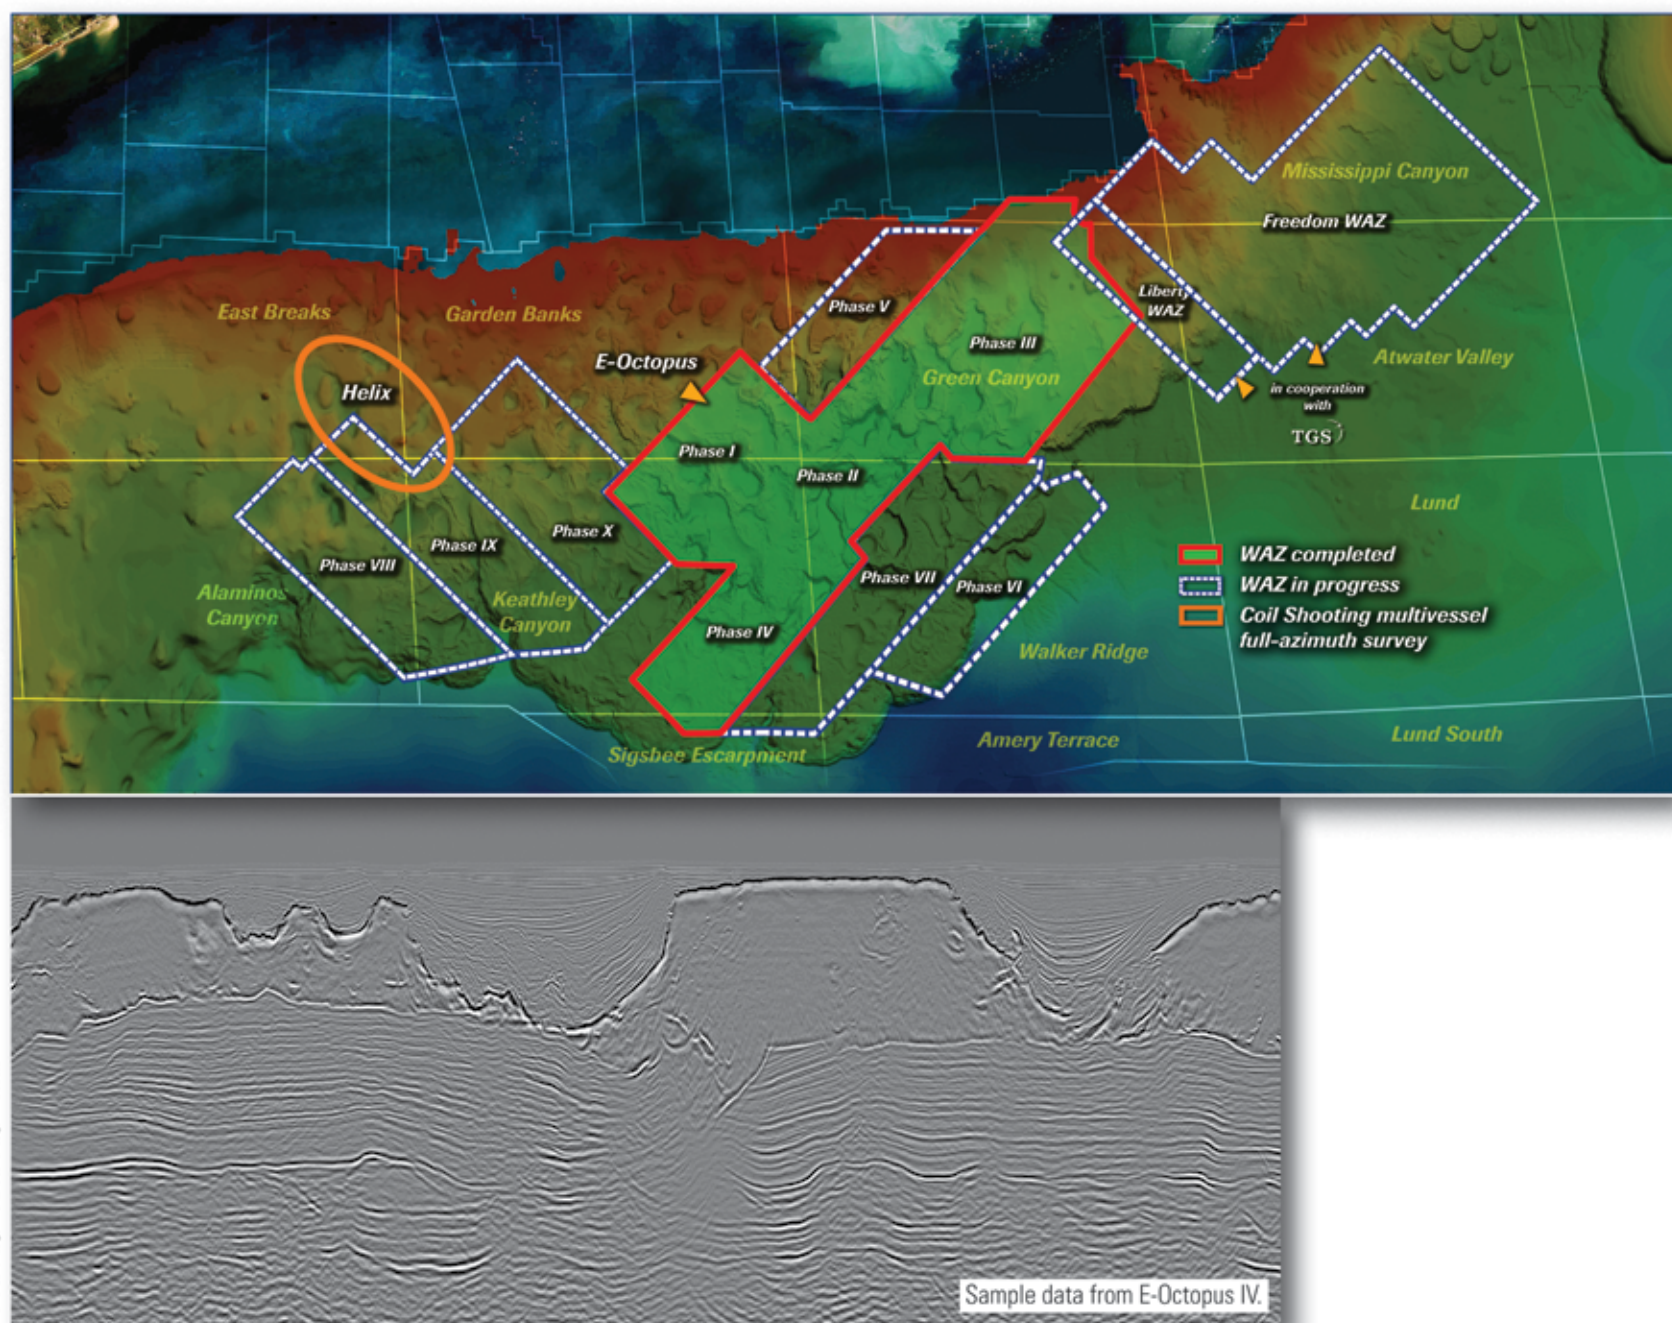 Mississippi Canyon
Freedom WAZ
Liberty
WAZ
Phase V
East Breaks
Garden Banks
E-Octopus
Phase III
Green Canyon
Atwater Valley
Helix
in cooperation
with
TGS
Phase I
Phase II
Lund
Phase X
Phase IX
Phase VIII
Phase VII
Phase VI
Alaminos
Canyon
Keathley
Canyon
Phase IV
WAZ completed
WAZ in progress
Coil Shooting multivessel
full-azimuth survey
Walker Ridge
Sigsbee Escarpment
Amery Terrace
Lund South
Sample data from E-Octopus IV.